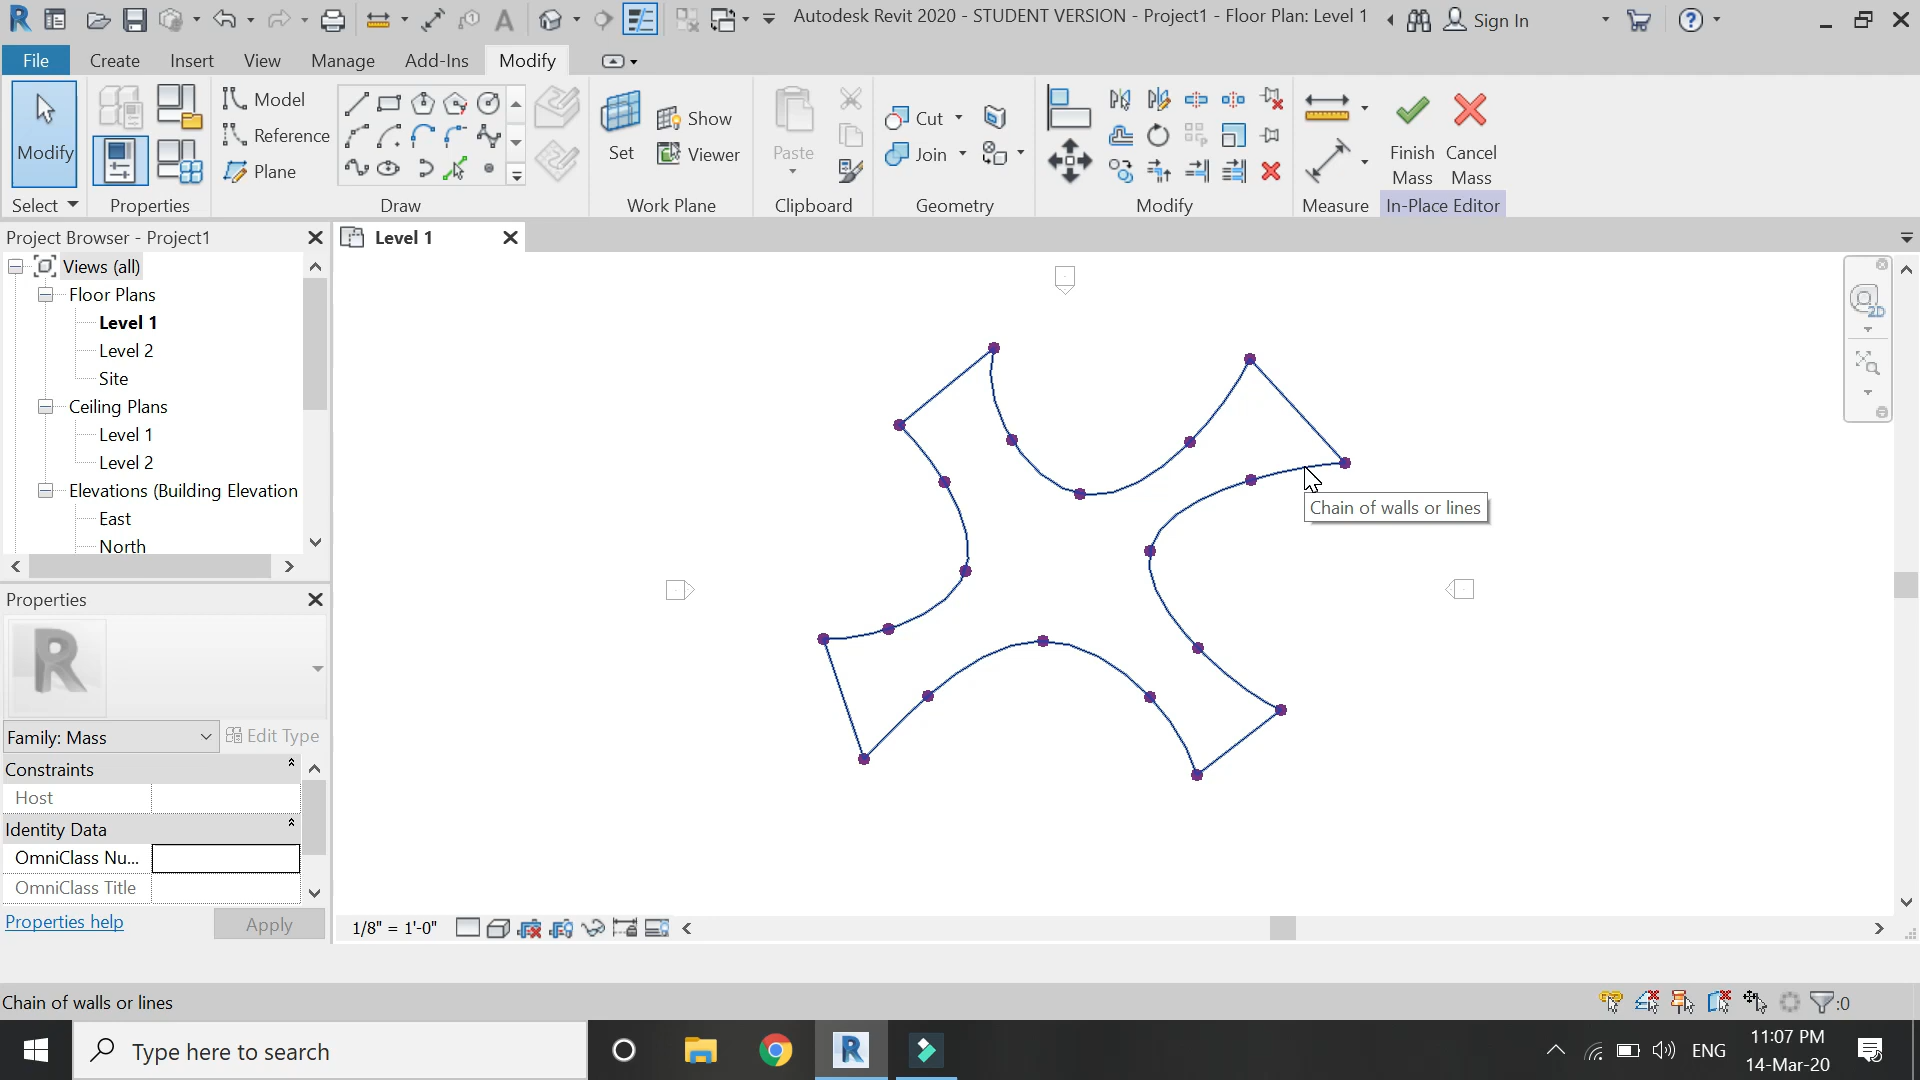 Autodesk Revit 2020 - STUDENT VERSION - Project1 - Floor Plan: Level 1
Sign In
File
Create
Insert
View
Manage
Add-Ins
Modify
Modify
Select
Properties
Model
Reference
Plane
Draw
Set
Show
Viewer
Work Plane
Paste
Clipboard
Cut
Join
Geometry
Modify
Measure
Finish Mass
Cancel Mass
In-Place Editor
Project Browser - Project1
Views (all)
Floor Plans
Level 1
Level 2
Site
Ceiling Plans
Level 1
Level 2
Elevations (Building Elevation
East
North
Level 1
2D
Chain of walls or lines
Properties
R
Family: Mass
Edit Type
Constraints
Host
Identity Data
OmniClass Nu...
OmniClass Title
Properties help
Apply
1/8" = 1'-0"
Chain of walls or lines
:0
Type here to search
ENG
11:07 PM
14-Mar-20